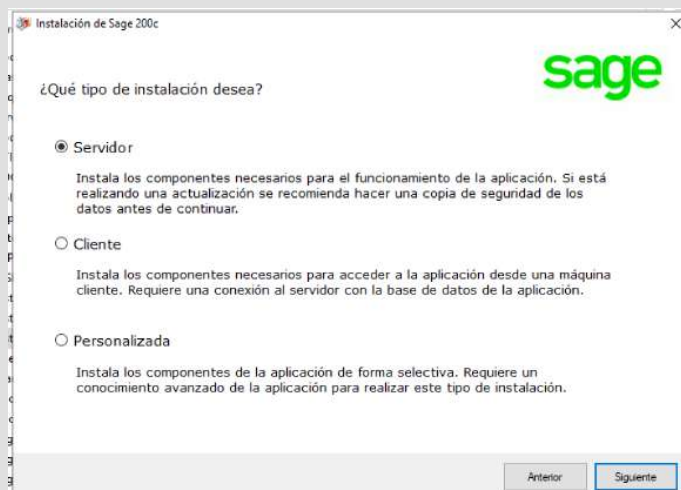 Instalación de Sage 200c
sage
¿Qué tipo de instalación desea?
Servidor
Instala los componentes necesarios para el funcionamiento de la aplicación. Si está
realizando una actualización se recomienda hacer una copia de seguridad de los
datos antes de continuar.
Cliente
Instala los componentes necesarios para acceder a la aplicación desde una máquina
cliente. Requiere una conexión al servidor con la base de datos de la aplicación.
Personalizada
Instala los componentes de la aplicación de forma selectiva. Requiere un
conocimiento avanzado de la aplicación para realizar este tipo de instalación.
Anterior
Siguiente